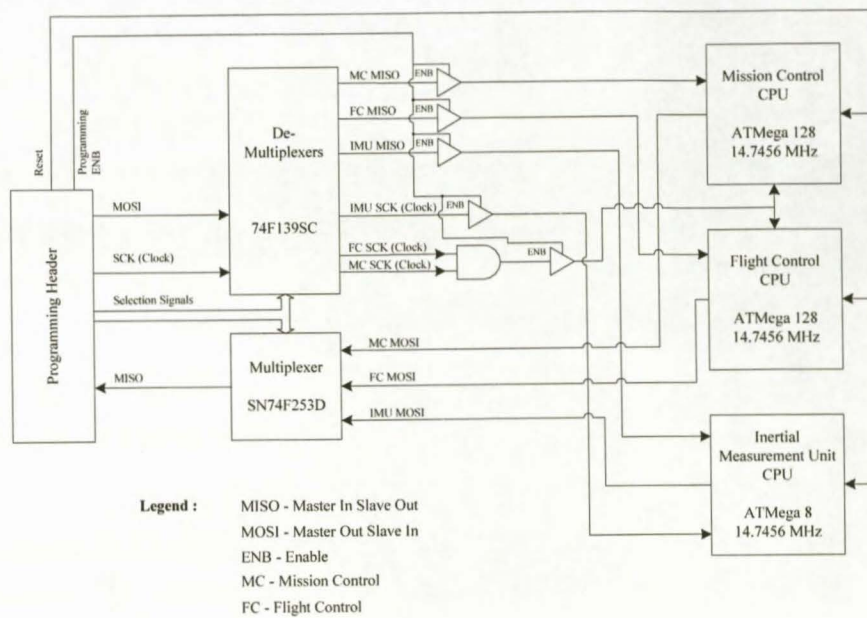 Reset
Programming
ENB
Programming Header
MOSI
SCK (Clock)
Selection Signals
MISO
De-
Multiplexers
74F139SC
Multiplexer
SN74F253D
MC MISO
ENB
FC MISO
ENB
IMU MISO
ENB
IMU SCK (Clock)
ENB
FC SCK (Clock)
MC SCK (Clock)
ENB
MC MOSI
FC MOSI
IMU MOSI
Mission Control
CPU
ATMega 128
14.7456 MHz
Flight Control
CPU
ATMega 128
14.7456 MHz
Inertial
Measurement Unit
CPU
ATMega 8
14.7456 MHz
Legend :
MISO - Master In Slave Out
MOSI - Master Out Slave In
ENB - Enable
MC - Mission Control
FC - Flight Control